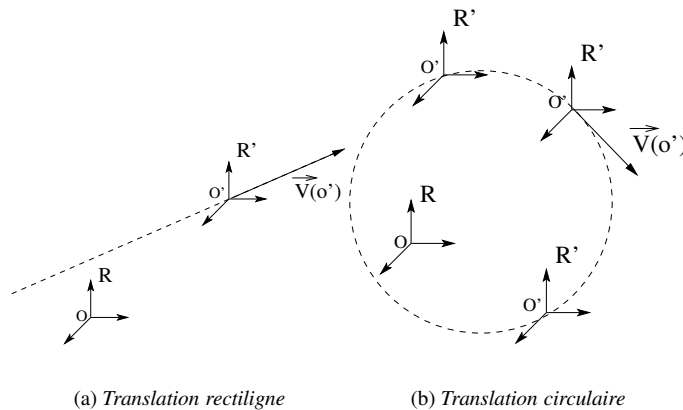 R'
O'
R'
O'
V(o')
R'
O'
V(o')
R
O
R
O
R'
O'
(a) Translation rectiligne
(b) Translation circulaire